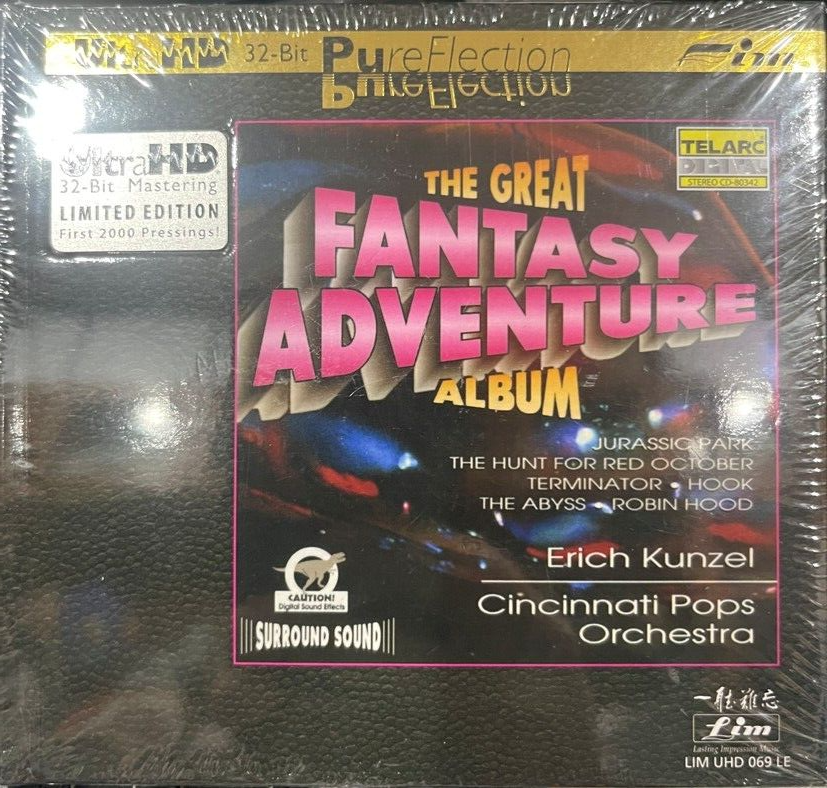 UltraHD 32-Bit PureFlection
PureFlection
Lim
UltraHD
32-Bit Mastering
LIMITED EDITION
First 2000 Pressings!
TELARC
DIGITAL
STEREO CD-80342
THE GREAT
FANTASY
ADVENTURE
ALBUM
JURASSIC PARK
THE HUNT FOR RED OCTOBER
TERMINATOR • HOOK
THE ABYSS • ROBIN HOOD
Erich Kunzel
Cincinnati Pops
Orchestra
CAUTION!
Digital Sound Effects
SURROUND SOUND
一聽難忘
Lim
Lasting Impression Music
LIM UHD 069 LE